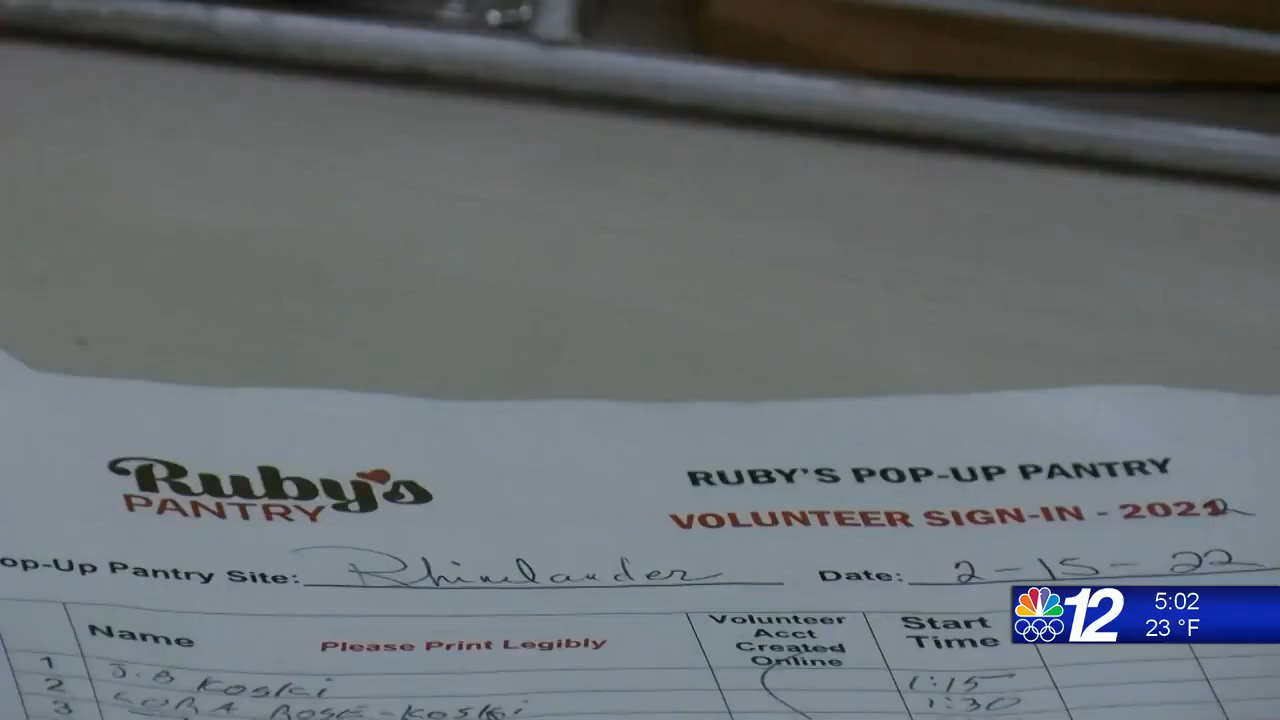 Ruby's
PANTRY
RUBY'S POP-UP PANTRY
VOLUNTEER SIGN-IN - 2022
op-Up Pantry Site: Rhinelander
Date: 2-15-22
Name
Please Print Legibly
Volunteer
Acct
Created
Online
Start
Time
1
J.B Koski
1:15
2
LORA ROSE-KOSKI
1:30
3
12
5:02
23 °F